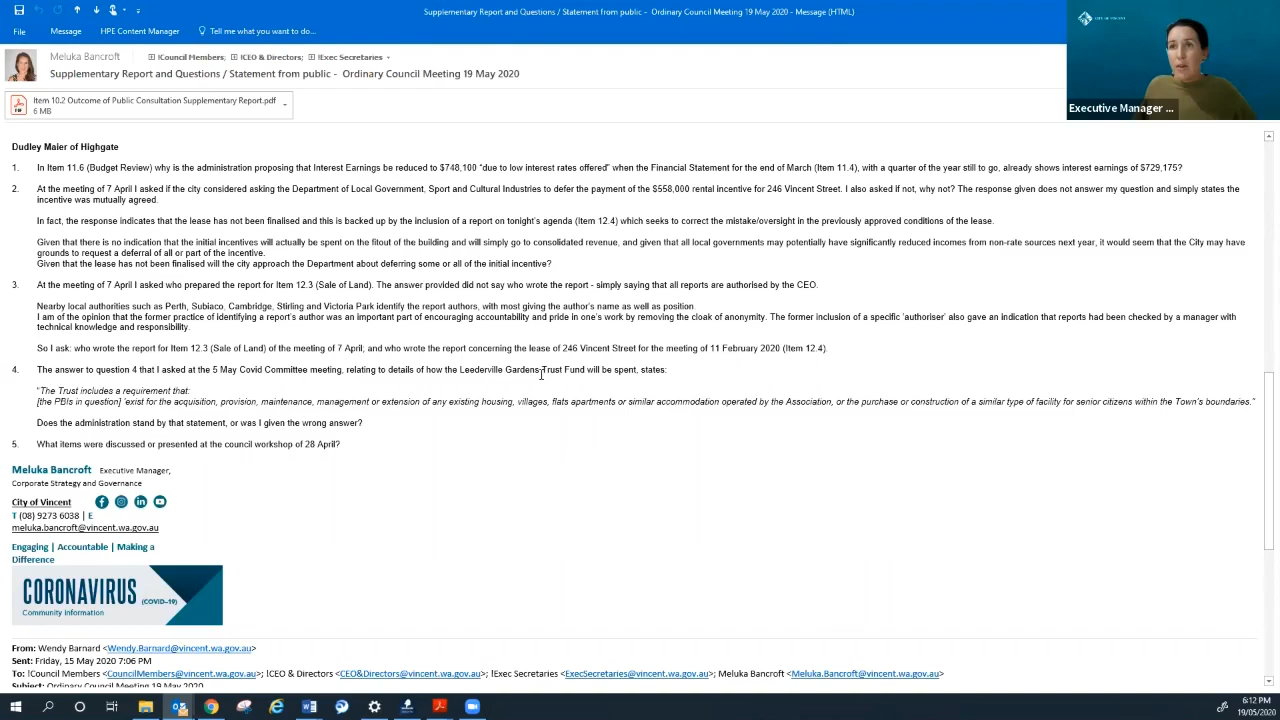 Supplementary Report and Questions / Statement from public - Ordinary Council Meeting 19 May 2020 - Message (HTML)
File Message HPE Content Manager Tell me what you want to do...
CITY OF VINCENT
Executive Manager ...
Meluka Bancroft !Council Members; !CEO & Directors; !Exec Secretaries
Supplementary Report and Questions / Statement from public - Ordinary Council Meeting 19 May 2020
Item 10.2 Outcome of Public Consultation Supplementary Report.pdf
6 MB
Dudley Maier of Highgate
1. In Item 11.6 (Budget Review) why is the administration proposing that Interest Earnings be reduced to $748,100 "due to low interest rates offered" when the Financial Statement for the end of March (Item 11.4), with a quarter of the year still to go, already shows interest earnings of $729,175?
2. At the meeting of 7 April I asked if the city considered asking the Department of Local Government, Sport and Cultural Industries to defer the payment of the $558,000 rental incentive for 246 Vincent Street. I also asked if not, why not? The response given does not answer my question and simply states the
incentive was mutually agreed.
In fact, the response indicates that the lease has not been finalised and this is backed up by the inclusion of a report on tonight's agenda (Item 12.4) which seeks to correct the mistake/oversight in the previously approved conditions of the lease.
Given that there is no indication that the initial incentives will actually be spent on the fitout of the building and will simply go to consolidated revenue, and given that all local governments may potentially have significantly reduced incomes from non-rate sources next year, it would seem that the City may have
grounds to request a deferral of all or part of the incentive.
Given that the lease has not been finalised will the city approach the Department about deferring some or all of the initial incentive?
3. At the meeting of 7 April I asked who prepared the report for Item 12.3 (Sale of Land). The answer provided did not say who wrote the report - simply saying that all reports are authorised by the CEO.
Nearby local authorities such as Perth, Subiaco, Cambridge, Stirling and Victoria Park identify the report authors, with most giving the author's name as well as position.
I am of the opinion that the former practice of identifying a report's author was an important part of encouraging accountability and pride in one's work by removing the cloak of anonymity. The former inclusion of a specific 'authoriser' also gave an indication that reports had been checked by a manager with
technical knowledge and responsibility.
So I ask: who wrote the report for Item 12.3 (Sale of Land) of the meeting of 7 April; and who wrote the report concerning the lease of 246 Vincent Street for the meeting of 11 February 2020 (Item 12.4).
4. The answer to question 4 that I asked at the 5 May Covid Committee meeting, relating to details of how the Leederville Gardens Trust Fund will be spent, states:
"The Trust includes a requirement that:
[the PBIs in question] 'exist for the acquisition, provision, maintenance, management or extension of any existing housing, villages, flats apartments or similar accommodation operated by the Association, or the purchase or construction of a similar type of facility for senior citizens within the Town's boundaries."
Does the administration stand by that statement, or was I given the wrong answer?
5. What items were discussed or presented at the council workshop of 28 April?
Meluka Bancroft Executive Manager,
Corporate Strategy and Governance
City of Vincent
T (08) 9273 6038 | E
meluka.bancroft@vincent.wa.gov.au
Engaging | Accountable | Making a
Difference
CORONAVIRUS (COVID-19)
Community information
From: Wendy Barnard <Wendy.Barnard@vincent.wa.gov.au>
Sent: Friday, 15 May 2020 7:06 PM
To: !Council Members <CouncilMembers@vincent.wa.gov.au>; !CEO & Directors <CEO&Directors@vincent.wa.gov.au>; !Exec Secretaries <ExecSecretaries@vincent.wa.gov.au>; Meluka Bancroft <Meluka.Bancroft@vincent.wa.gov.au>
Subject: Ordinary Council Meeting 19 May 2020
6:12 PM
19/05/2020